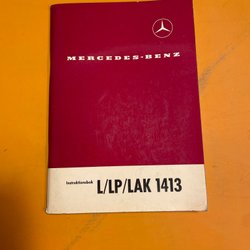 MERCEDES-BENZ
Instruktionsbok L/LP/LAK 1413